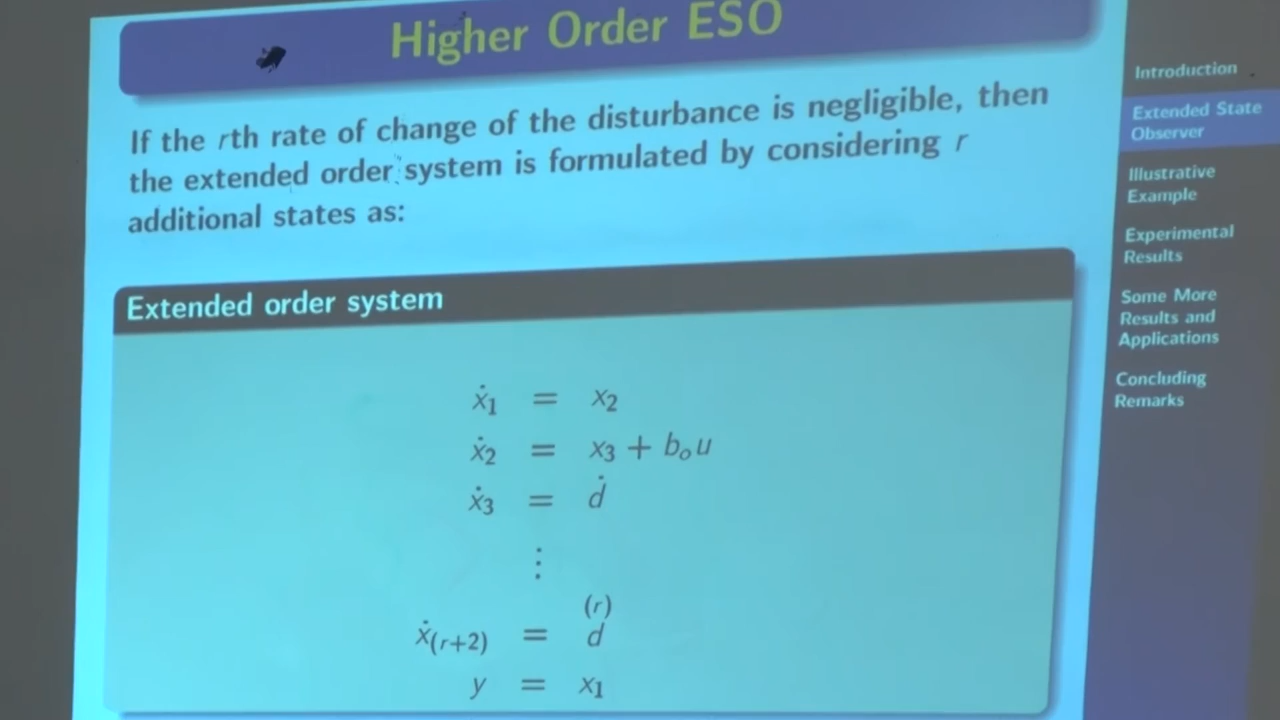 Higher Order ESO
If the rth rate of change of the disturbance is negligible, then
the extended order system is formulated by considering r
additional states as:
Extended order system
ẋ₁ = x₂
ẋ₂ = x₃ + bₒu
ẋ₃ = ḋ
⋮
(r)
ẋ₍ᵣ₊₂₎ = d
y = x₁
Introduction
Extended State
Observer
Illustrative
Example
Experimental
Results
Some More
Results and
Applications
Concluding
Remarks